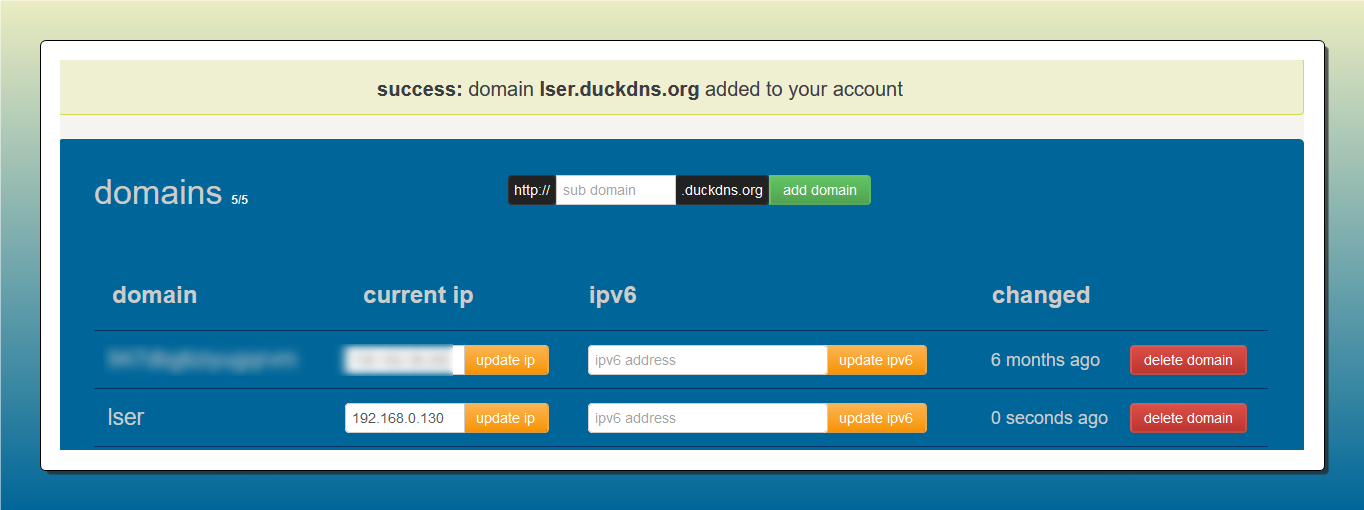 success: domain lser.duckdns.org added to your account
domains 5/5 http:// sub domain .duckdns.org add domain
domain current ip ipv6 changed
update ip ipv6 address update ipv6 6 months ago delete domain
lser 192.168.0.130 update ip ipv6 address update ipv6 0 seconds ago delete domain